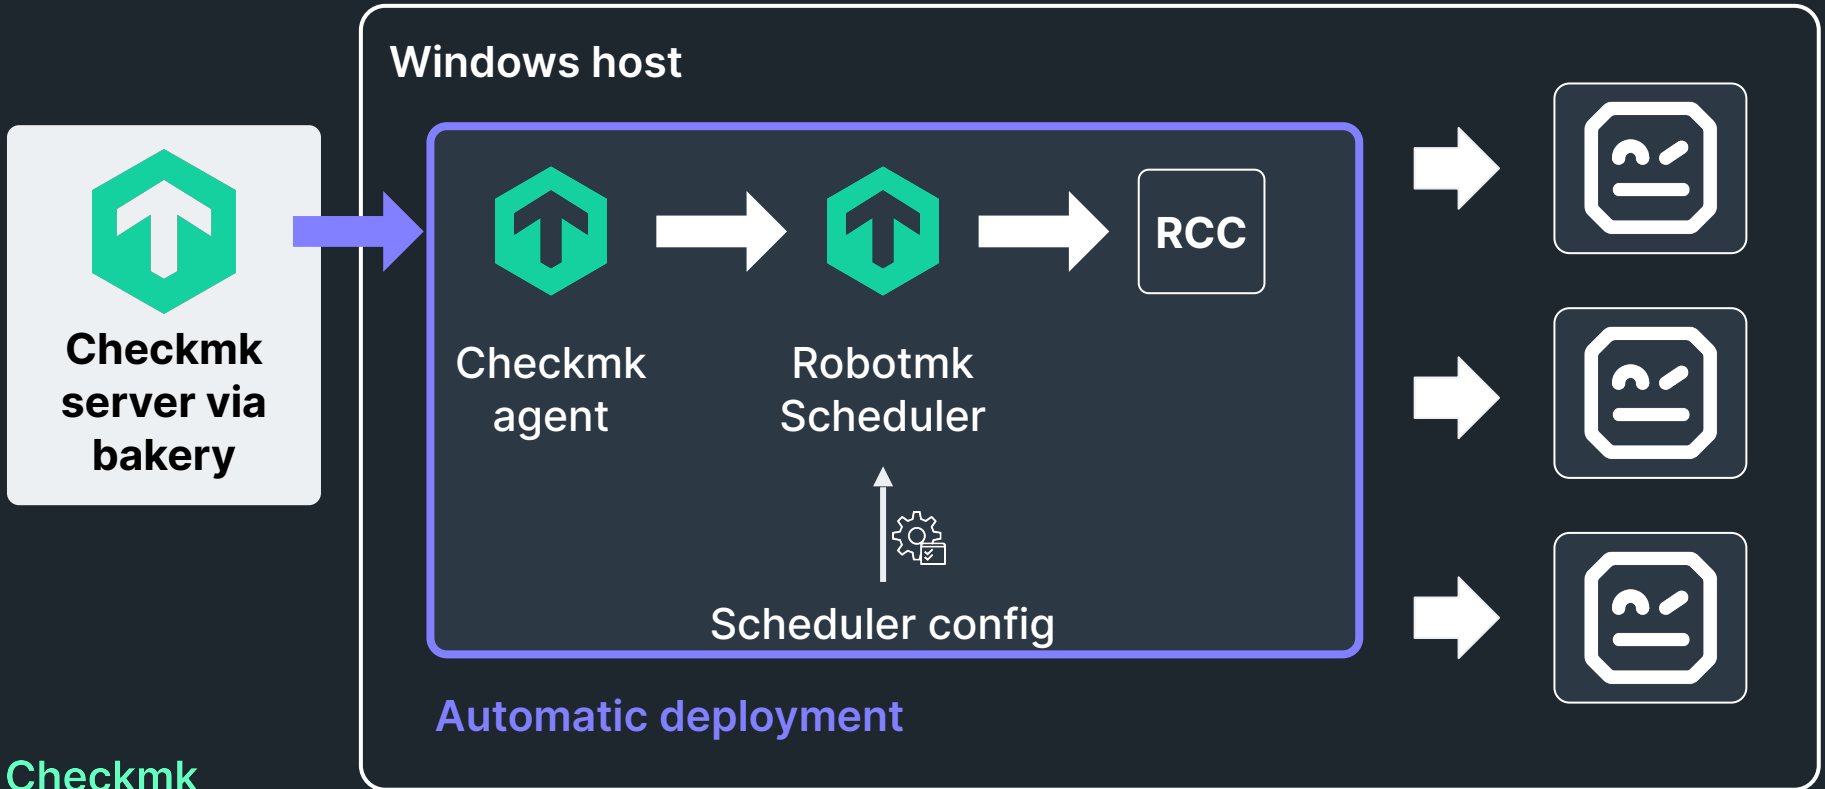 Windows host
Checkmk
server via
bakery
Checkmk
agent
Robotmk
Scheduler
RCC
Scheduler config
Automatic deployment
Checkmk